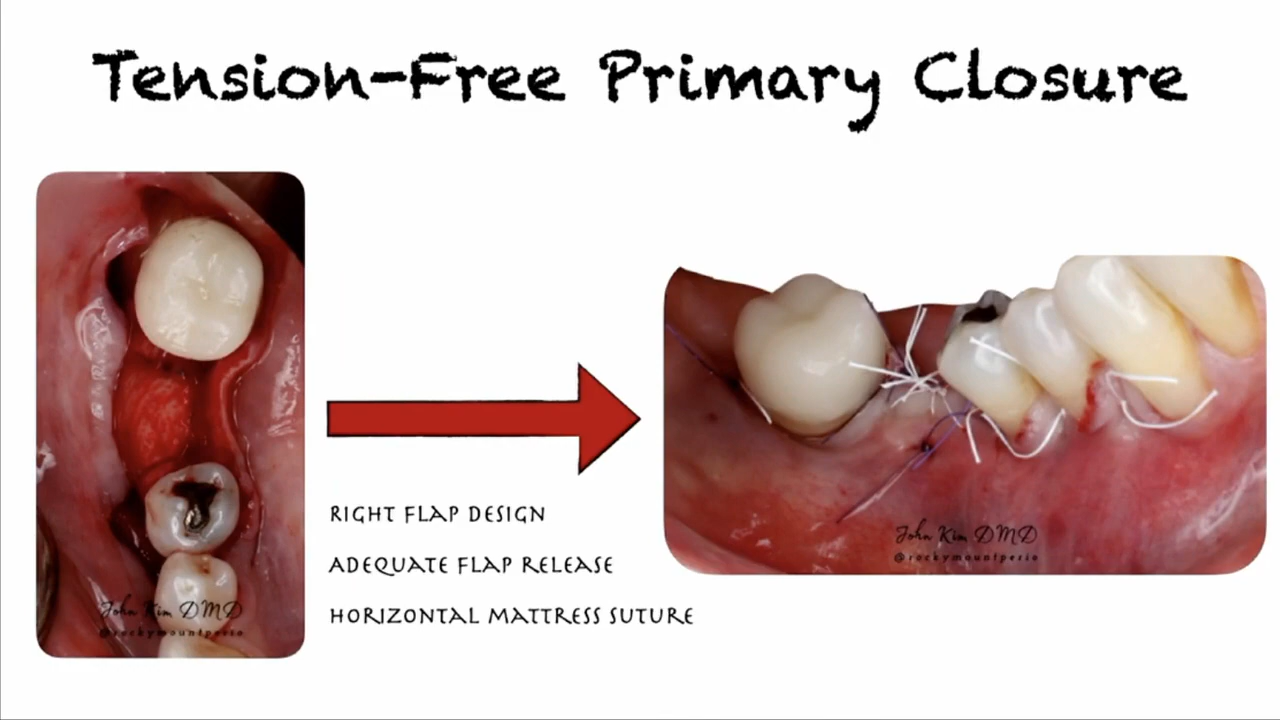 Tension-Free Primary Closure
RIGHT FLAP DESIGN
ADEQUATE FLAP RELEASE
HORIZONTAL MATTRESS SUTURE
John Kim DMD
@rockymountperio
John Kim DMD
@rockymountperio